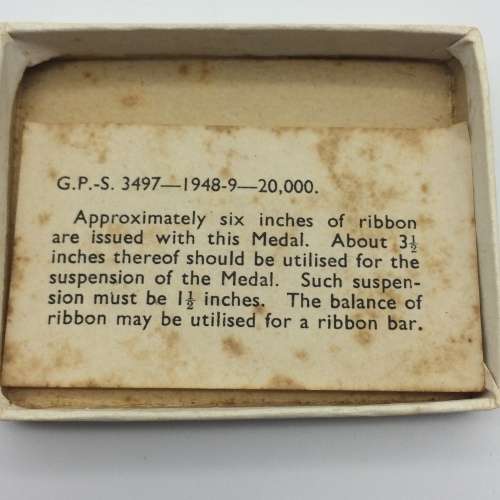 G.P.-S. 3497—1948-9—20,000.
Approximately six inches of ribbon
are issued with this Medal. About 3½
inches thereof should be utilised for the
suspension of the Medal. Such suspen-
sion must be 1½ inches. The balance of
ribbon may be utilised for a ribbon bar.